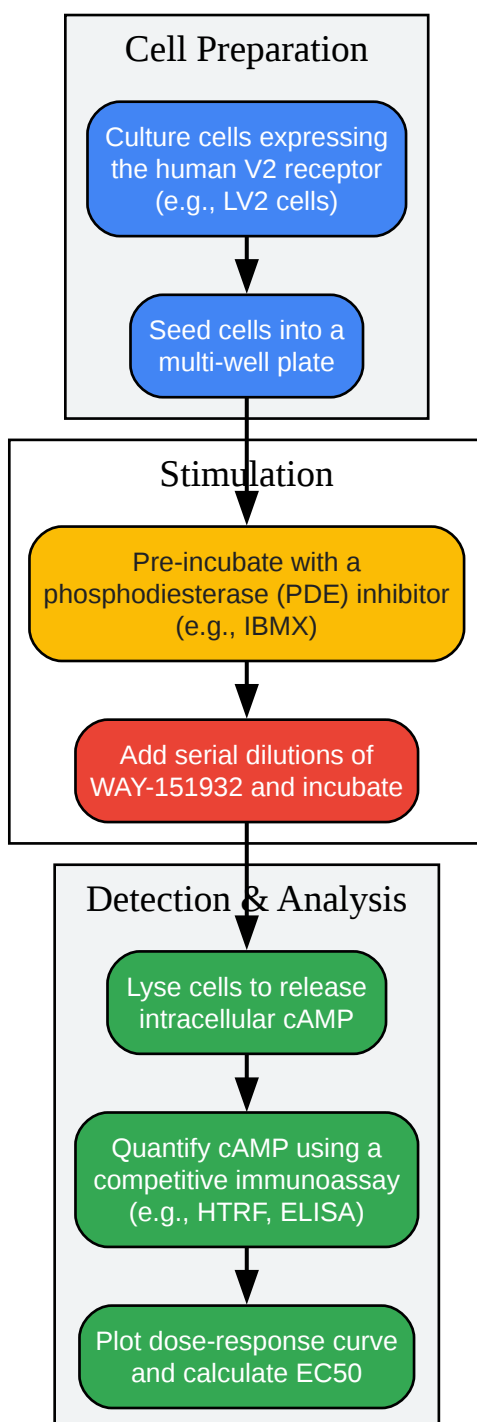 Cell Preparation
Culture cells expressing
the human V2 receptor
(e.g., LV2 cells)
Seed cells into a
multi-well plate
Stimulation
Pre-incubate with a
phosphodiesterase (PDE) inhibitor
(e.g., IBMX)
Add serial dilutions of
WAY-151932 and incubate
Detection & Analysis
Lyse cells to release
intracellular cAMP
Quantify cAMP using a
competitive immunoassay
(e.g., HTRF, ELISA)
Plot dose-response curve
and calculate EC50